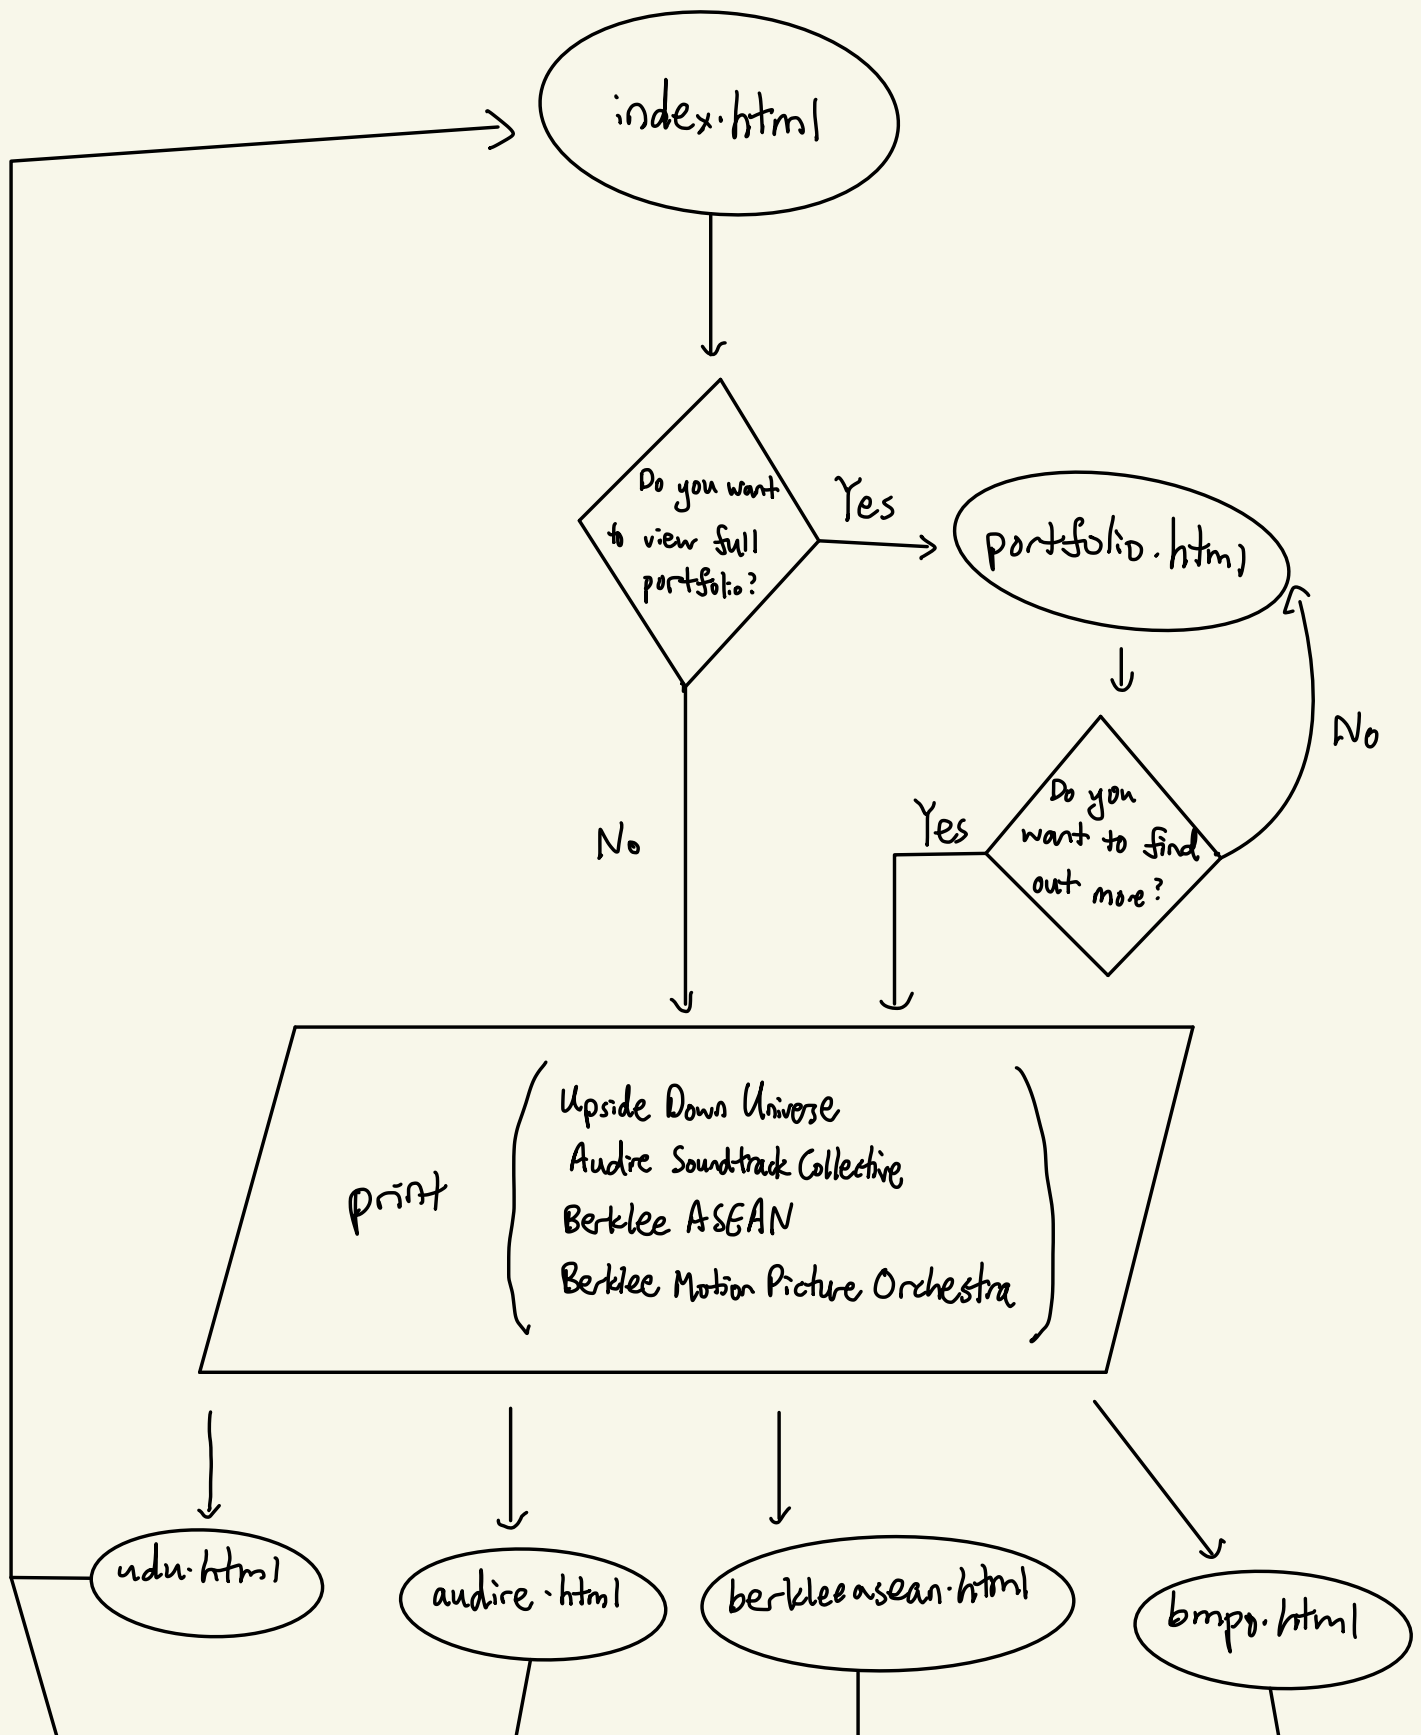 index.html
Do you want
to view full
portfolio?
Yes
portfolio.html
No
Do you
want to find
out more?
Yes
No
print
Upside Down Universe
Audire Soundtrack Collective
Berklee ASEAN
Berklee Motion Picture Orchestra
udu.html
audire.html
berkleeasean.html
bmpo.html